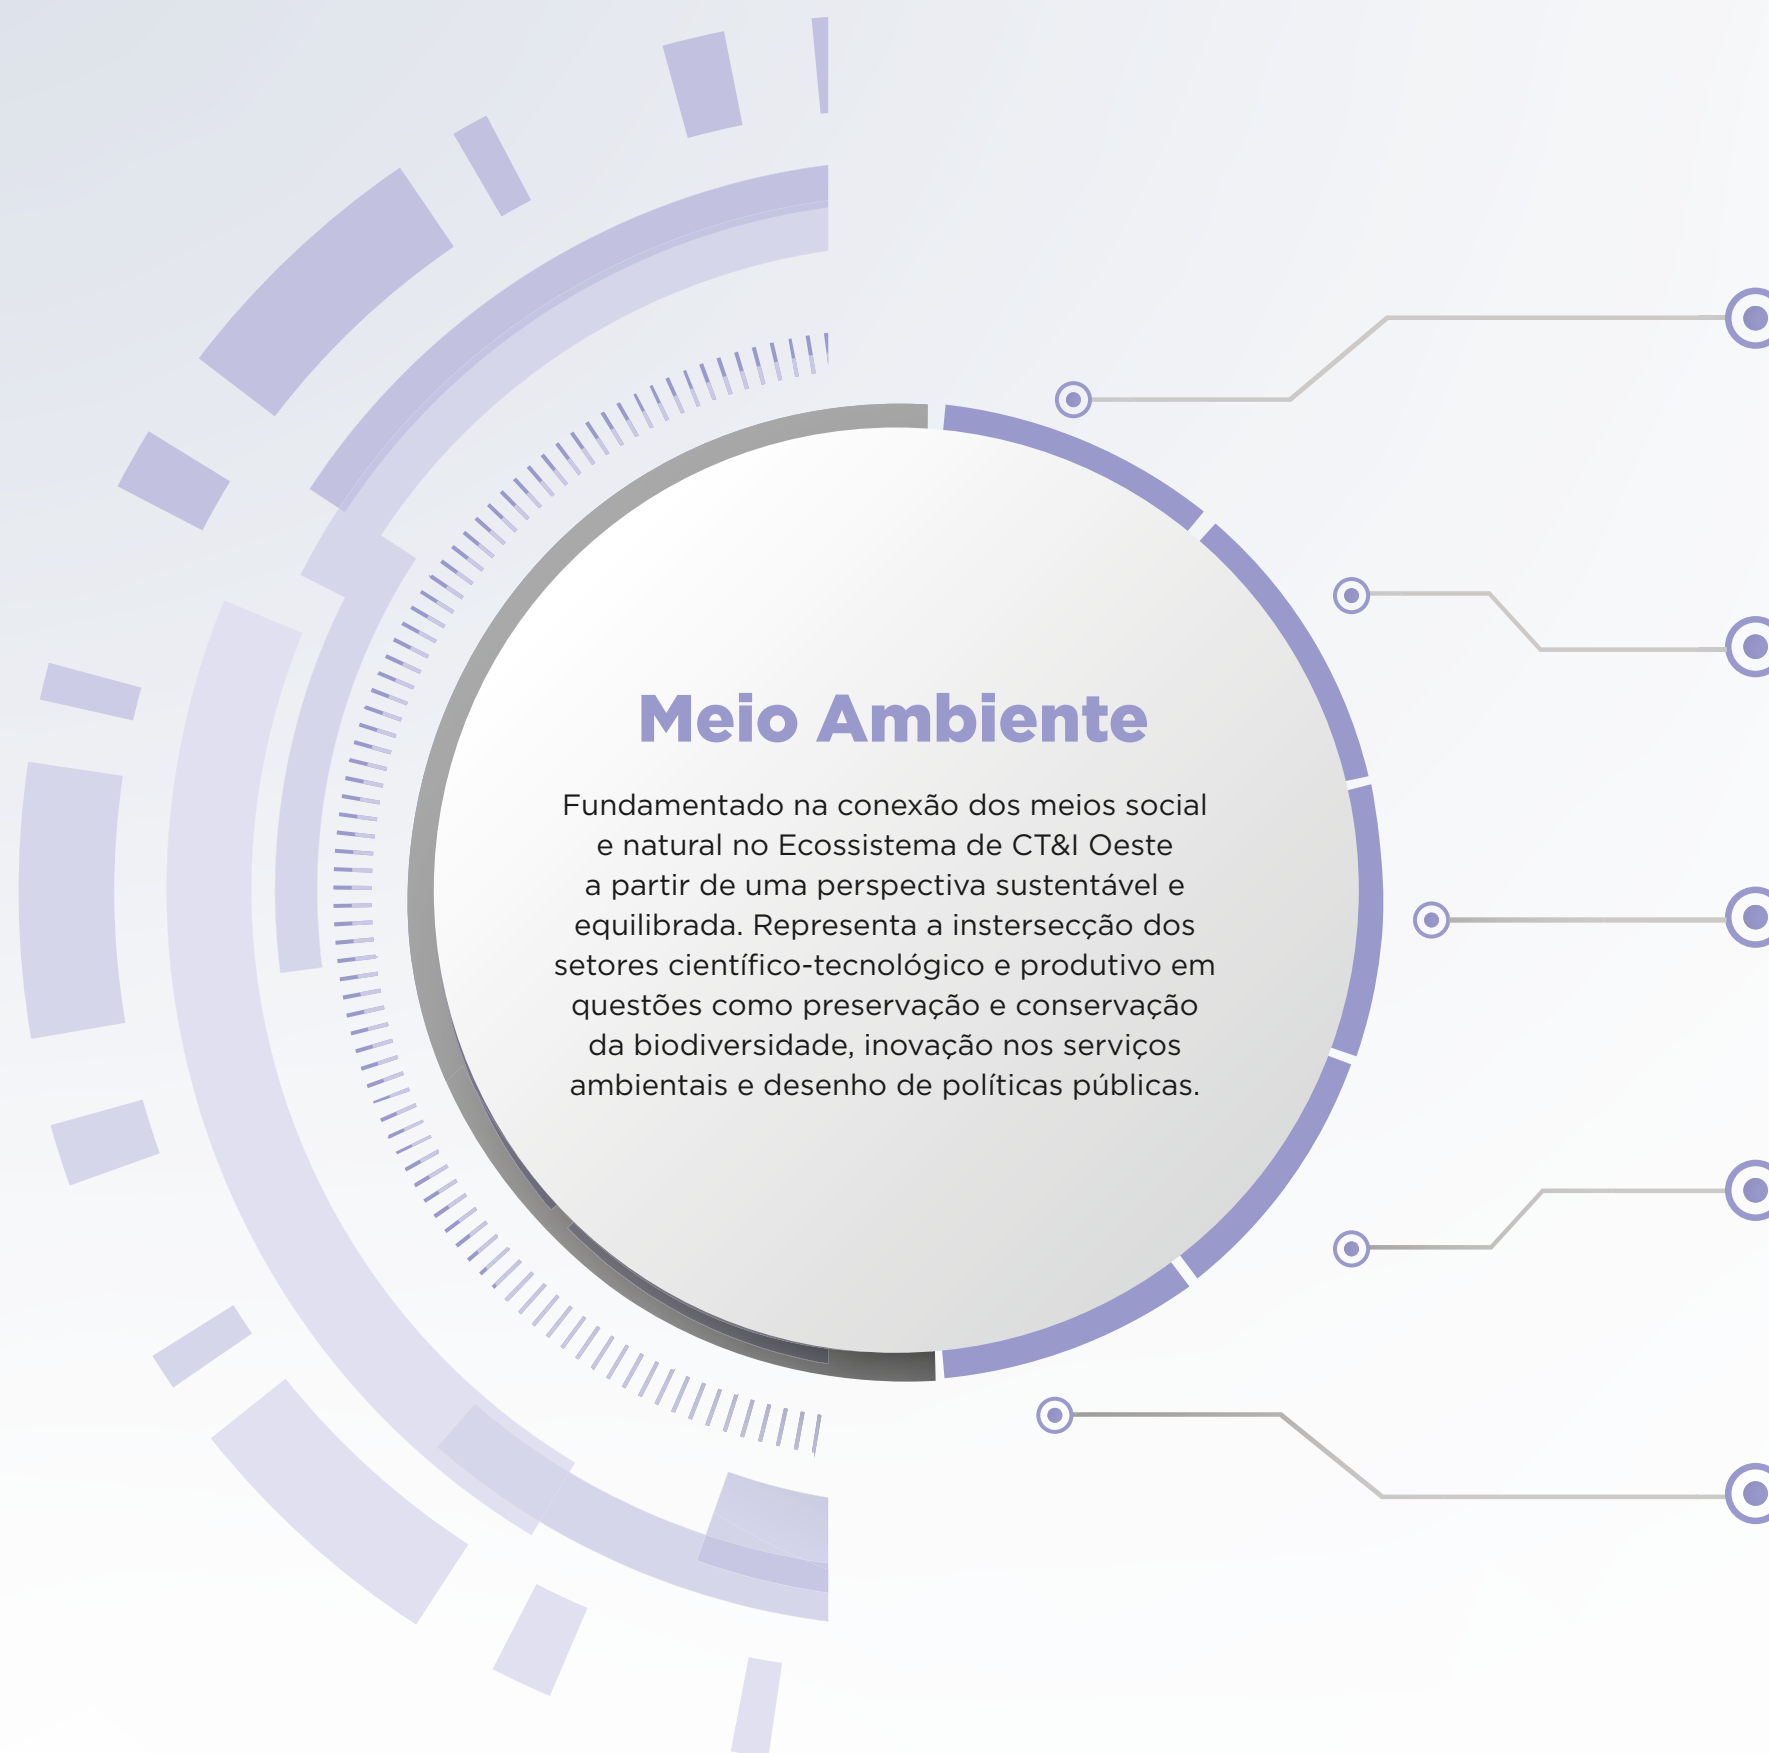 Meio Ambiente
Fundamentado na conexão dos meios social
e natural no Ecossistema de CT&I Oeste
a partir de uma perspectiva sustentável e
equilibrada. Representa a instersecção dos
setores científico-tecnológico e produtivo em
questões como preservação e conservação
da biodiversidade, inovação nos serviços
ambientais e desenho de políticas públicas.